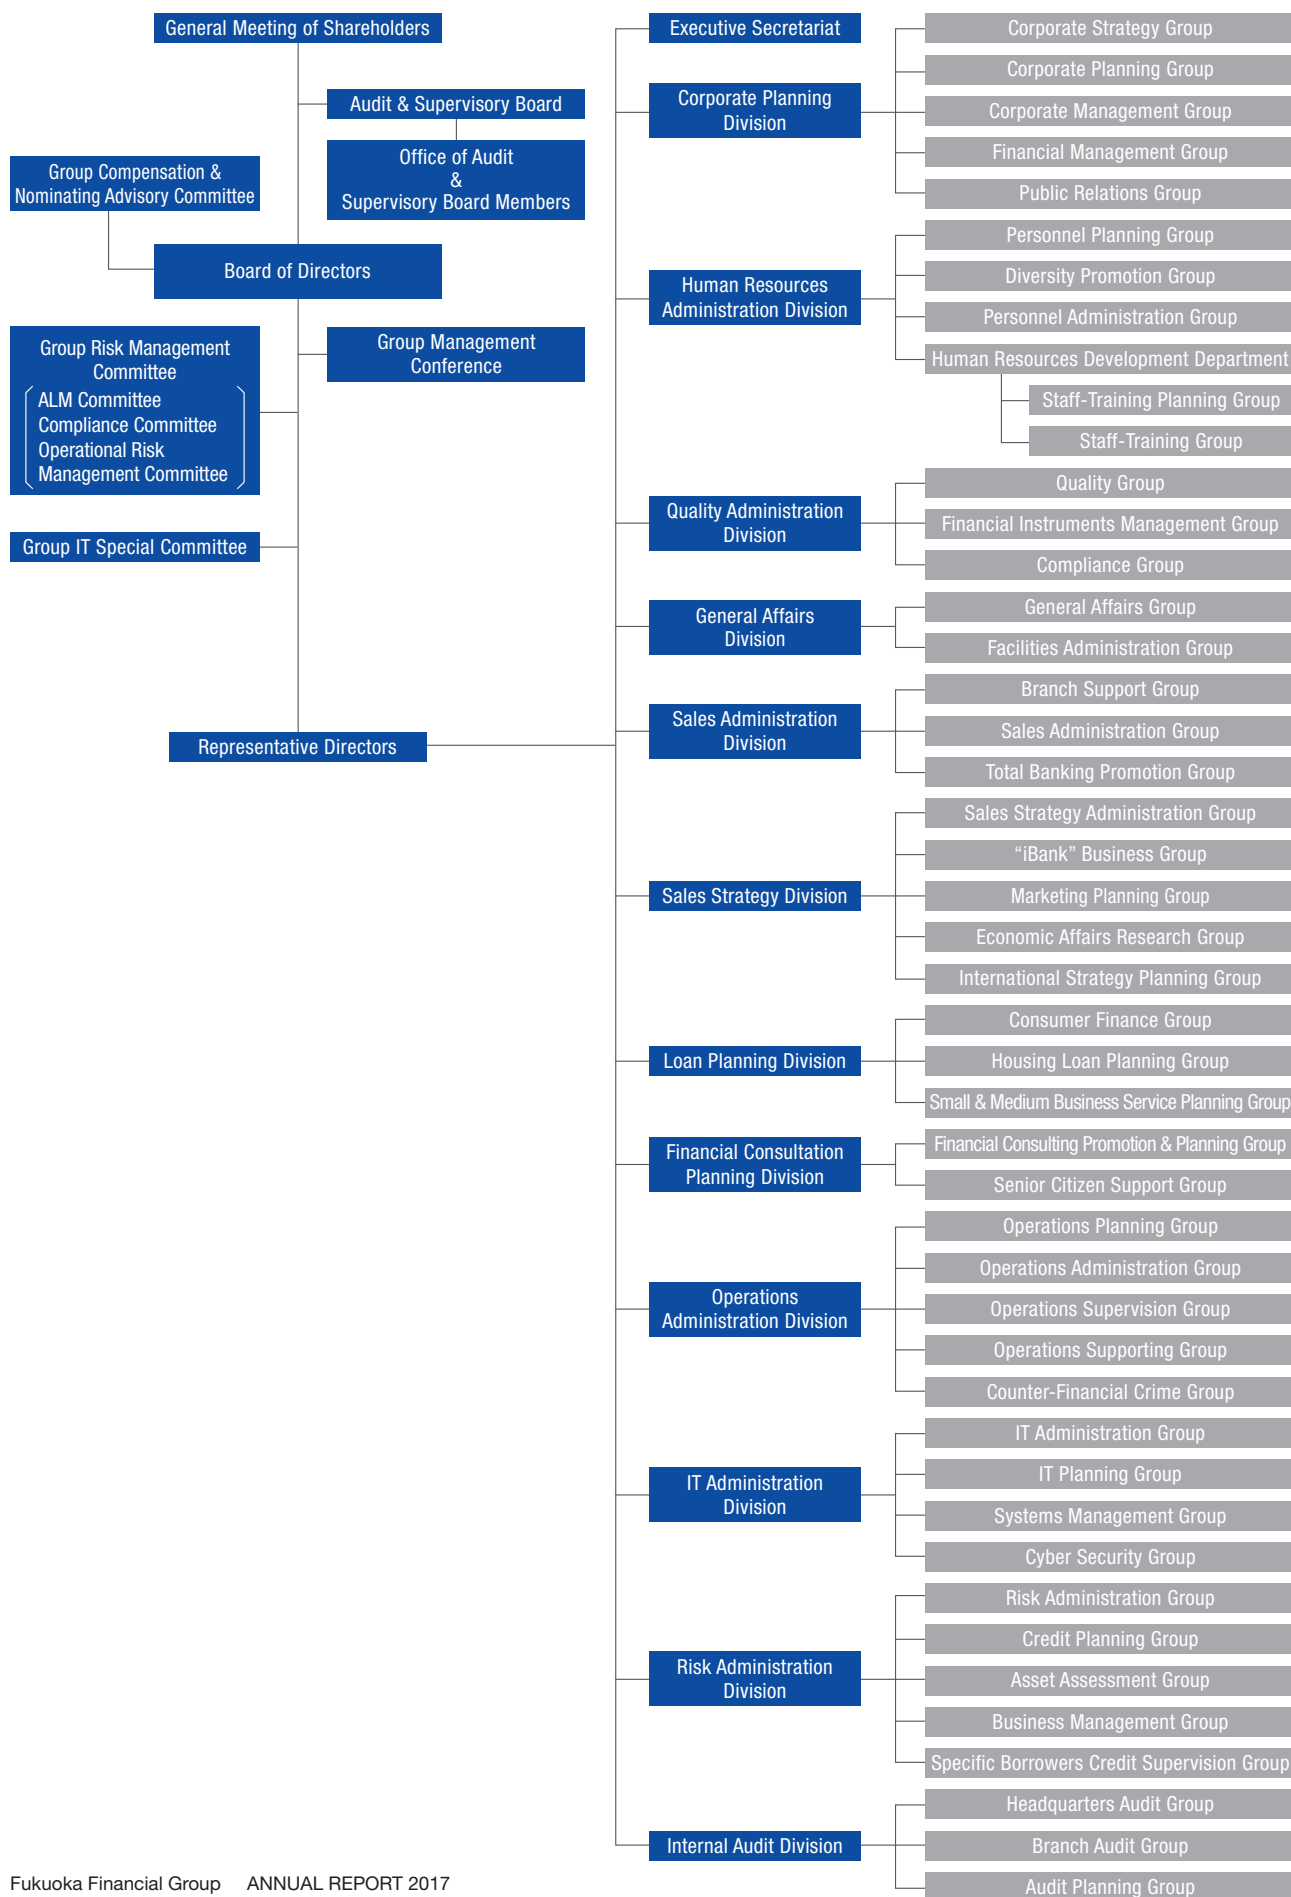 General Meeting of Shareholders
Audit & Supervisory Board
Office of Audit
&
Supervisory Board Members
Group Compensation &
Nominating Advisory Committee
Board of Directors
Group Management
Conference
Group Risk Management
Committee
ALM Committee
Compliance Committee
Operational Risk
Management Committee
Group IT Special Committee
Representative Directors
Executive Secretariat
Corporate Planning
Division
Corporate Strategy Group
Corporate Planning Group
Corporate Management Group
Financial Management Group
Public Relations Group
Human Resources
Administration Division
Personnel Planning Group
Diversity Promotion Group
Personnel Administration Group
Human Resources Development Department
Staff-Training Planning Group
Staff-Training Group
Quality Administration
Division
Quality Group
Financial Instruments Management Group
Compliance Group
General Affairs
Division
General Affairs Group
Facilities Administration Group
Sales Administration
Division
Branch Support Group
Sales Administration Group
Total Banking Promotion Group
Sales Strategy Division
Sales Strategy Administration Group
“iBank” Business Group
Marketing Planning Group
Economic Affairs Research Group
International Strategy Planning Group
Loan Planning Division
Consumer Finance Group
Housing Loan Planning Group
Small & Medium Business Service Planning Group
Financial Consultation
Planning Division
Financial Consulting Promotion & Planning Group
Senior Citizen Support Group
Operations
Administration Division
Operations Planning Group
Operations Administration Group
Operations Supervision Group
Operations Supporting Group
Counter-Financial Crime Group
IT Administration
Division
IT Administration Group
IT Planning Group
Systems Management Group
Cyber Security Group
Risk Administration
Division
Risk Administration Group
Credit Planning Group
Asset Assessment Group
Business Management Group
Specific Borrowers Credit Supervision Group
Internal Audit Division
Headquarters Audit Group
Branch Audit Group
Audit Planning Group
Fukuoka Financial Group ANNUAL REPORT 2017